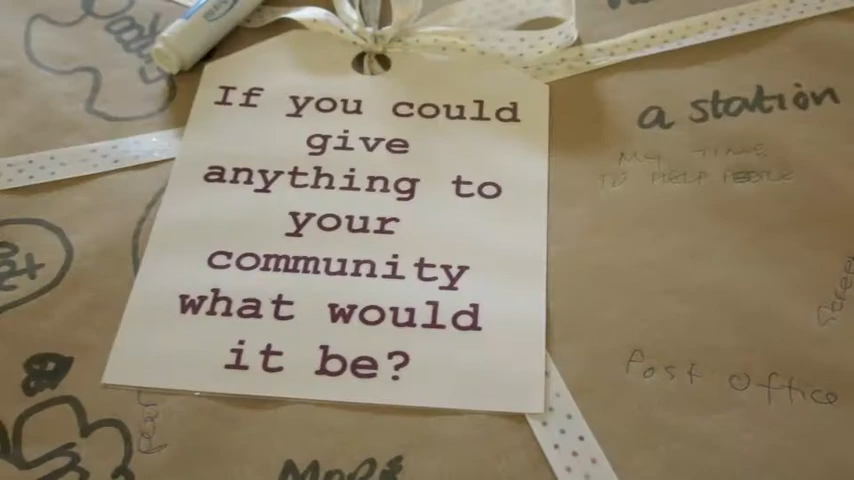 If you could
give
anything to
your
community
what would
it be?
a station
MY TIME
TO HELP PEOPLE
Post Office